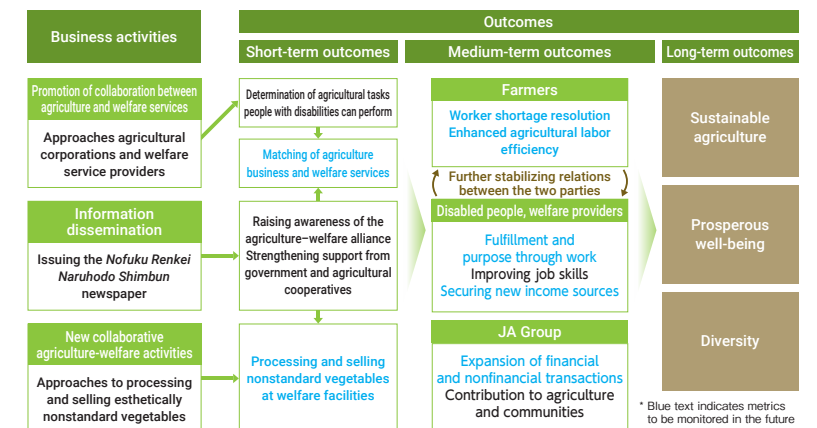 Business activities
Outcomes
Short-term outcomes
Medium-term outcomes
Long-term outcomes
Promotion of collaboration between
agriculture and welfare services
Approaches agricultural
corporations and welfare
service providers
Information
dissemination
Issuing the Nofuku Renkei
Naruhodo Shimbun
newspaper
New collaborative
agriculture-welfare activities
Approaches to processing
and selling esthetically
nonstandard vegetables
Determination of agricultural tasks
people with disabilities can perform
Matching of agriculture
business and welfare services
Raising awareness of the
agriculture–welfare alliance
Strengthening support from
government and agricultural
cooperatives
Processing and selling
nonstandard vegetables
at welfare facilities
Farmers
Worker shortage resolution
Enhanced agricultural labor
efficiency
Further stabilizing relations
between the two parties
Disabled people, welfare providers
Fulfillment and
purpose through work
Improving job skills
Securing new income sources
JA Group
Expansion of financial
and nonfinancial transactions
Contribution to agriculture
and communities
Sustainable
agriculture
Prosperous
well-being
Diversity
* Blue text indicates metrics
to be monitored in the future